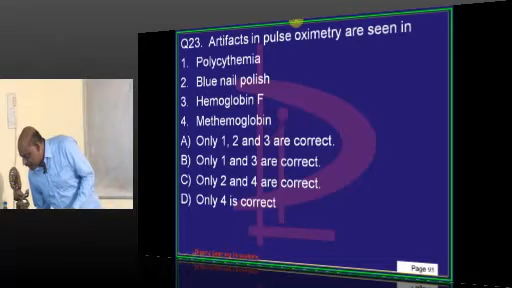 Q23. Artifacts in pulse oximetry are seen in
1. Polycythemia
2. Blue nail polish
3. Hemoglobin F
4. Methemoglobin
A) Only 1, 2 and 3 are correct.
B) Only 1 and 3 are correct.
C) Only 2 and 4 are correct.
D) Only 4 is correct
Page 91